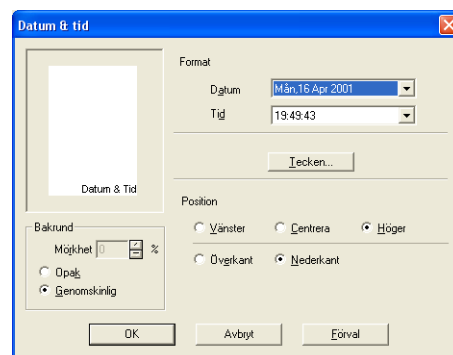 Datum & tid
Format
Datum Mån,16 Apr 2001
Tid 19:49:43
Tecken...
Datum & Tid
Position
Vänster Centrera Höger
Överkant Nederkant
Bakrund
Mörkhet 0 %
Opak
Genomskinlig
OK Avbryt Förval